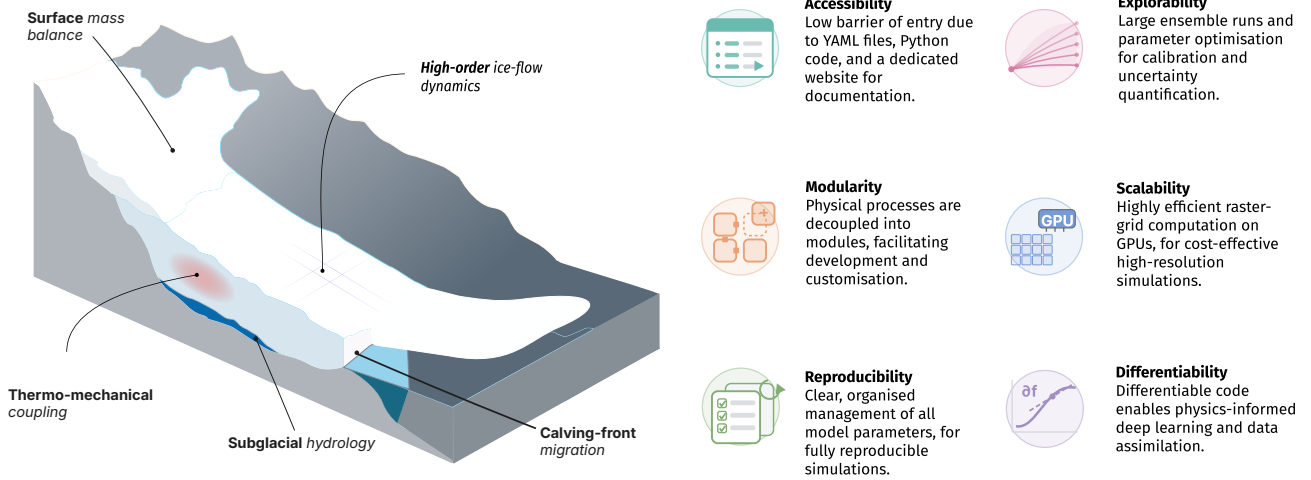 Surface mass
balance
High-order ice-flow
dynamics
Thermo-mechanical
coupling
Subglacial hydrology
Calving-front
migration
Accessibility
Low barrier of entry due
to YAML files, Python
code, and a dedicated
website for
documentation.
Explorability
Large ensemble runs and
parameter optimisation
for calibration and
uncertainty
quantification.
Modularity
Physical processes are
decoupled into
modules, facilitating
development and
customisation.
GPU
Scalability
Highly efficient raster-
grid computation on
GPUs, for cost-effective
high-resolution
simulations.
Reproducibility
Clear, organised
management of all
model parameters, for
fully reproducible
simulations.
∂f
Differentiability
Differentiable code
enables physics-informed
deep learning and data
assimilation.